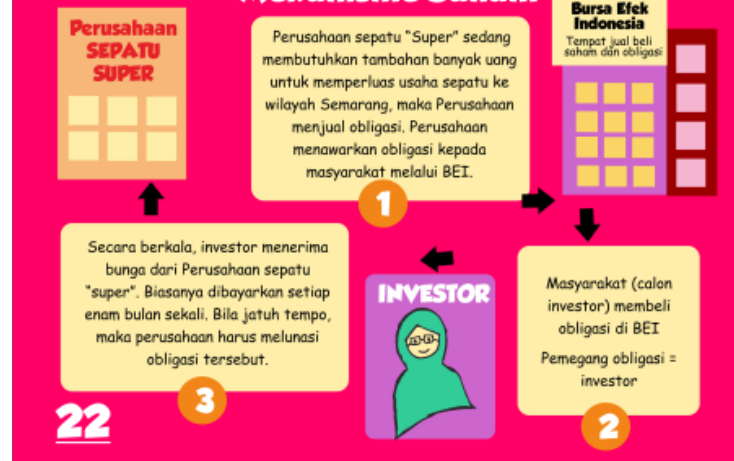 Perusahaan
SEPATU
SUPER
Perusahaan sepatu "Super" sedang
membutuhkan tambahan banyak uang
untuk memperluas usaha sepatu ke
wilayah Semarang, maka Perusahaan
menjual obligasi. Perusahaan
menawarkan obligasi kepada
masyarakat melalui BEI.
1
Bursa Efek
Indonesia
Tempat jual beli
saham dan obligasi
Masyarakat (calon
investor) membeli
obligasi di BEI
Pemegang obligasi =
investor
2
INVESTOR
Secara berkala, investor menerima
bunga dari Perusahaan sepatu
"super". Biasanya dibayarkan setiap
enam bulan sekali. Bila jatuh tempo,
maka perusahaan harus melunasi
obligasi tersebut.
3
22